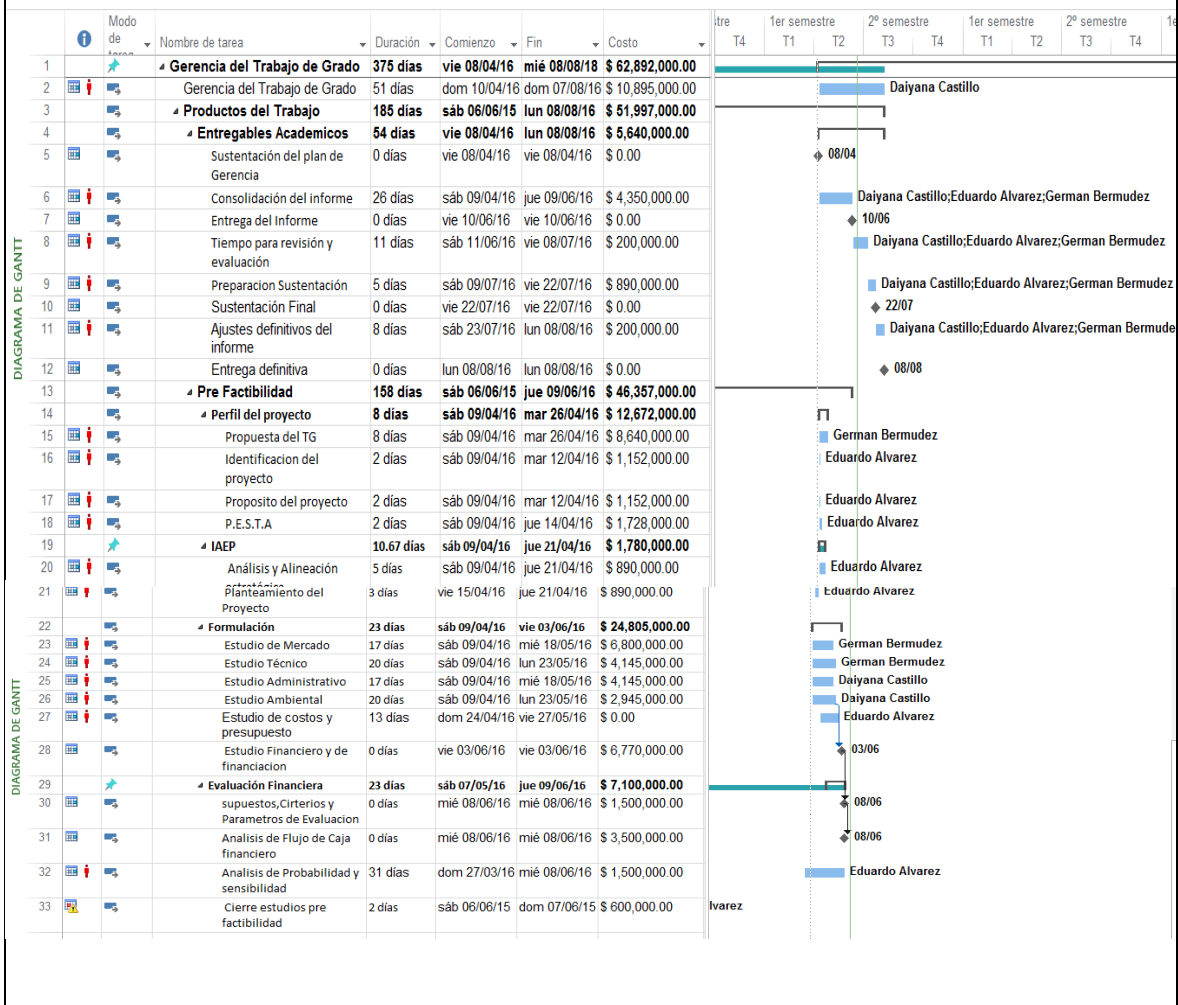 Modo de tarea Nombre de tarea Duración Comienzo Fin Costo
stre 1er semestre 2º semestre 1er semestre 2º semestre 1e
T4 T1 T2 T3 T4 T1 T2 T3 T4
DIAGRAMA DE GANTT
1 Gerencia del Trabajo de Grado 375 días vie 08/04/16 mié 08/08/18 $ 62,892,000.00
2 Gerencia del Trabajo de Grado 51 días dom 10/04/16 dom 07/08/16 $ 10,895,000.00 Daiyana Castillo
3 Productos del Trabajo 185 días sáb 06/06/15 lun 08/08/16 $ 51,997,000.00
4 Entregables Academicos 54 días vie 08/04/16 lun 08/08/16 $ 5,640,000.00
5 Sustentación del plan de 0 días vie 08/04/16 vie 08/04/16 $ 0.00 08/04
Gerencia
6 Consolidación del informe 26 días sáb 09/04/16 jue 09/06/16 $ 4,350,000.00 Daiyana Castillo;Eduardo Alvarez;German Bermudez
7 Entrega del Informe 0 días vie 10/06/16 vie 10/06/16 $ 0.00 10/06
8 Tiempo para revisión y 11 días sáb 11/06/16 vie 08/07/16 $ 200,000.00 Daiyana Castillo;Eduardo Alvarez;German Bermudez
evaluación
9 Preparacion Sustentación 5 días sáb 09/07/16 vie 22/07/16 $ 890,000.00 Daiyana Castillo;Eduardo Alvarez;German Bermudez
10 Sustentación Final 0 días vie 22/07/16 vie 22/07/16 $ 0.00 22/07
11 Ajustes definitivos del 8 días sáb 23/07/16 lun 08/08/16 $ 200,000.00 Daiyana Castillo;Eduardo Alvarez;German Bermude
informe
12 Entrega definitiva 0 días lun 08/08/16 lun 08/08/16 $ 0.00 08/08
13 Pre Factibilidad 158 días sáb 06/06/15 jue 09/06/16 $ 46,357,000.00
14 Perfil del proyecto 8 días sáb 09/04/16 mar 26/04/16 $ 12,672,000.00
15 Propuesta del TG 8 días sáb 09/04/16 mar 26/04/16 $ 8,640,000.00 German Bermudez
16 Identificacion del 2 días sáb 09/04/16 mar 12/04/16 $ 1,152,000.00 Eduardo Alvarez
proyecto
17 Proposito del proyecto 2 días sáb 09/04/16 mar 12/04/16 $ 1,152,000.00 Eduardo Alvarez
18 P.E.S.T.A 2 días sáb 09/04/16 jue 14/04/16 $ 1,728,000.00 Eduardo Alvarez
19 IAEP 10.67 días sáb 09/04/16 jue 21/04/16 $ 1,780,000.00
20 Análisis y Alineación 5 días sáb 09/04/16 jue 21/04/16 $ 890,000.00 Eduardo Alvarez
DIAGRAMA DE GANTT
21 Planteamiento del 3 días vie 15/04/16 jue 21/04/16 $ 890,000.00 Eduardo Alvarez
Proyecto
22 Formulación 23 días sáb 09/04/16 vie 03/06/16 $ 24,805,000.00
23 Estudio de Mercado 17 días sáb 09/04/16 mié 18/05/16 $ 6,800,000.00 German Bermudez
24 Estudio Técnico 20 días sáb 09/04/16 lun 23/05/16 $ 4,145,000.00 German Bermudez
25 Estudio Administrativo 17 días sáb 09/04/16 mié 18/05/16 $ 4,145,000.00 Daiyana Castillo
26 Estudio Ambiental 20 días sáb 09/04/16 lun 23/05/16 $ 2,945,000.00 Daiyana Castillo
27 Estudio de costos y 13 días dom 24/04/16 vie 27/05/16 $ 0.00 Eduardo Alvarez
presupuesto
28 Estudio Financiero y de 0 días vie 03/06/16 vie 03/06/16 $ 6,770,000.00 03/06
financiacion
29 Evaluación Financiera 23 días sáb 07/05/16 jue 09/06/16 $ 7,100,000.00
30 supuestos,Cirterios y 0 días mié 08/06/16 mié 08/06/16 $ 1,500,000.00 08/06
Parametros de Evaluacion
31 Analisis de Flujo de Caja 0 días mié 08/06/16 mié 08/06/16 $ 3,500,000.00 08/06
financiero
32 Analisis de Probabilidad y 31 días dom 27/03/16 mié 08/06/16 $ 1,500,000.00 Eduardo Alvarez
sensibilidad
33 Cierre estudios pre 2 días sáb 06/06/15 dom 07/06/15 $ 600,000.00 lvarez
factibilidad